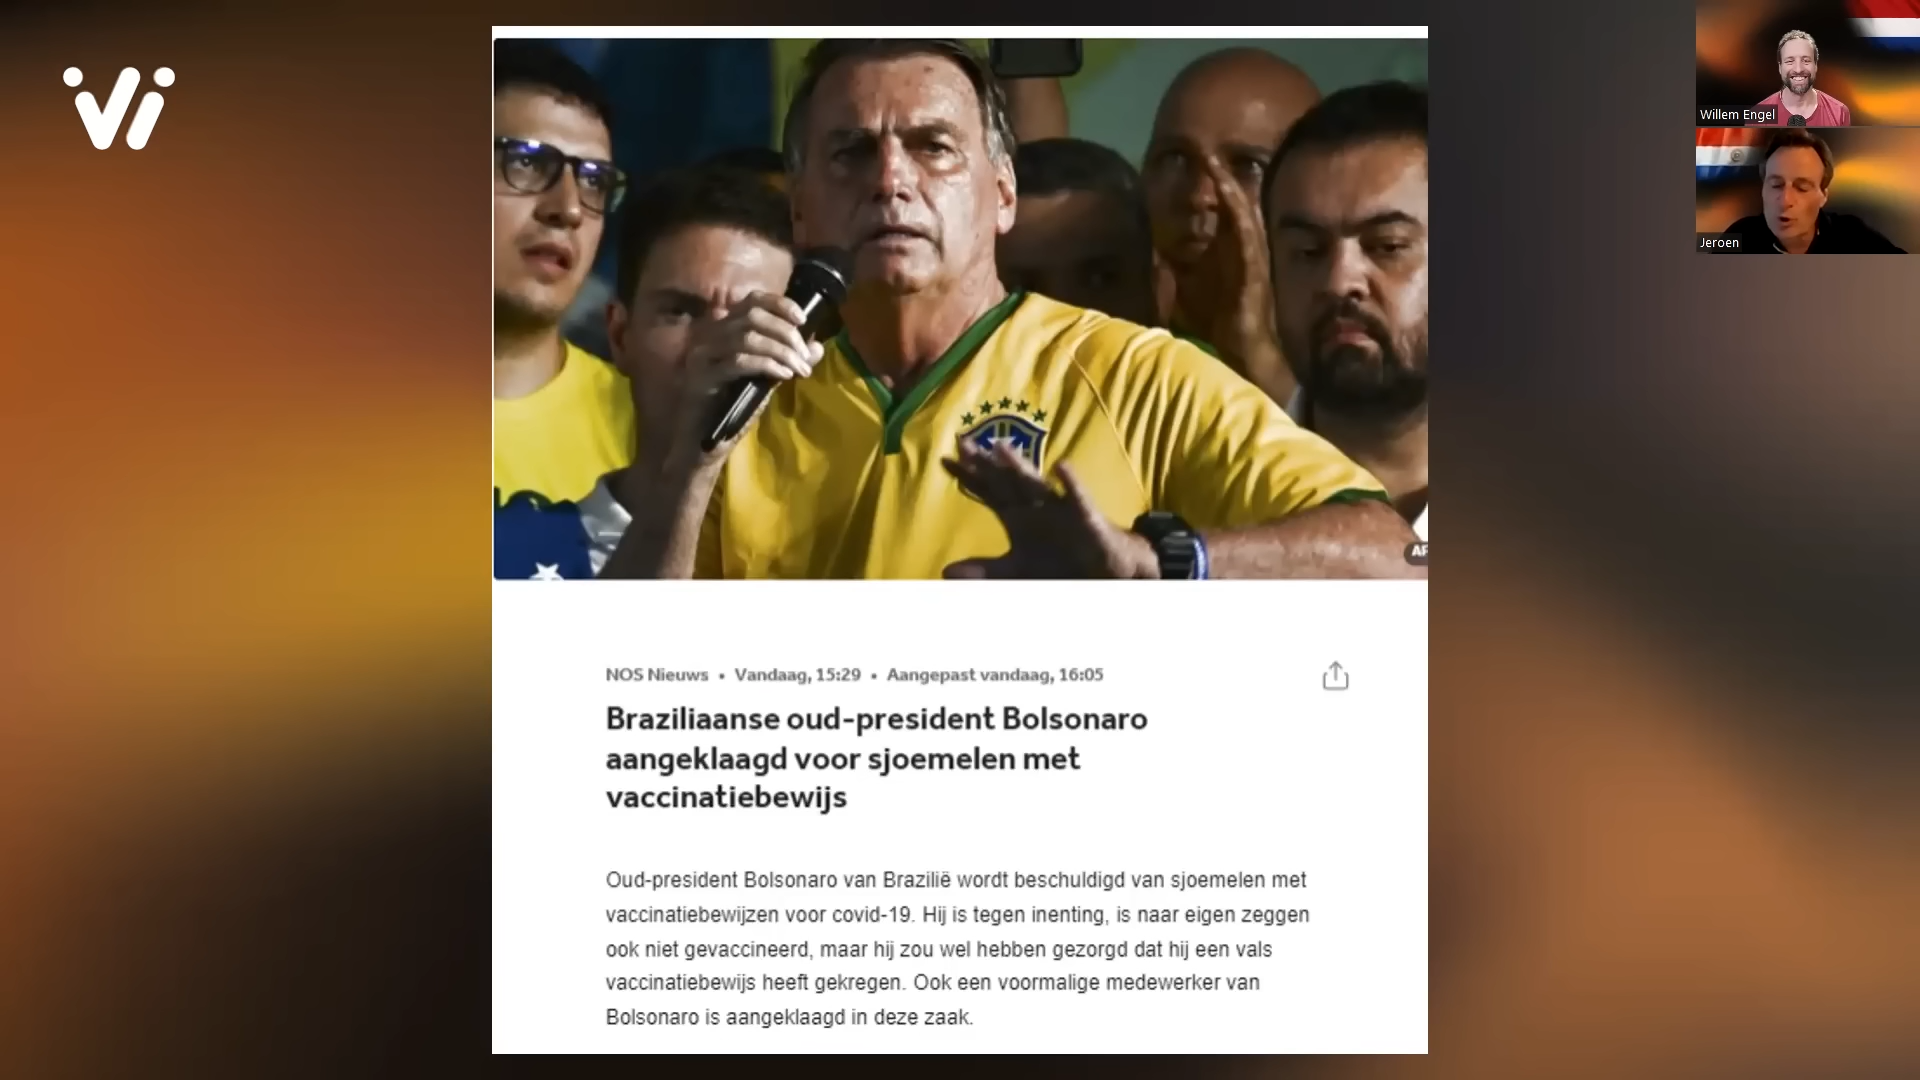 Vi
Willem Engel
Jeroen
NOS Nieuws • Vandaag, 15:29 • Aangepast vandaag, 16:05
Braziliaanse oud-president Bolsonaro
aangeklaagd voor sjoemelen met
vaccinatiebewijs
Oud-president Bolsonaro van Brazilië wordt beschuldigd van sjoemelen met
vaccinatiebewijzen voor covid-19. Hij is tegen inenting, is naar eigen zeggen
ook niet gevaccineerd, maar hij zou wel hebben gezorgd dat hij een vals
vaccinatiebewijs heeft gekregen. Ook een voormalige medewerker van
Bolsonaro is aangeklaagd in deze zaak.